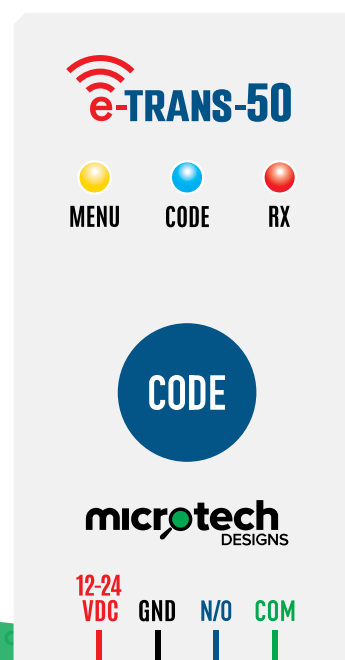 e-TRANS-50
MENU CODE RX
CODE
microtech
DESIGNS
12-24
VDC GND N/O COM